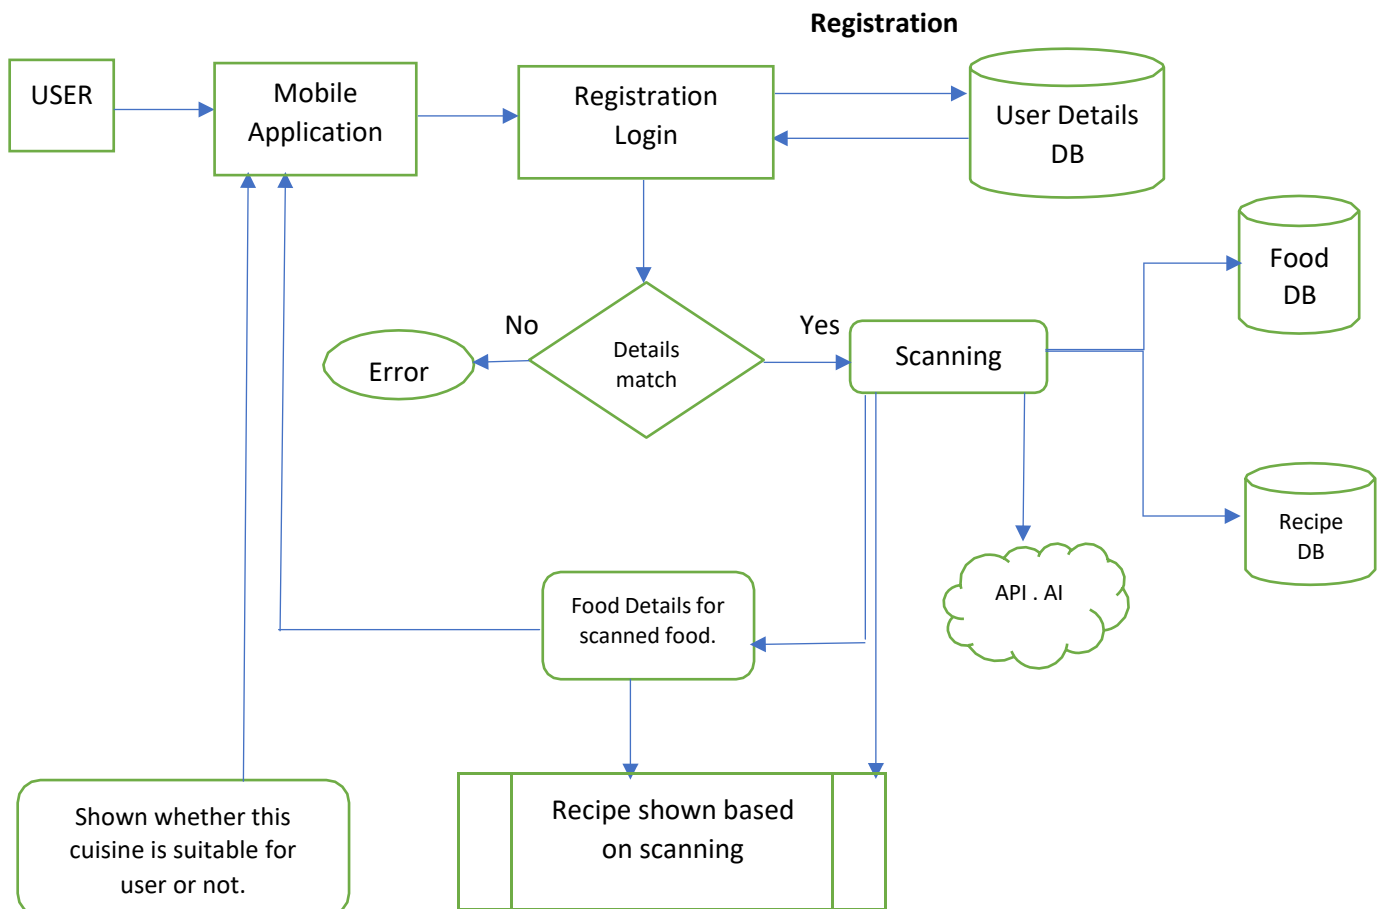 Registration
USER
Mobile
Application
Registration
Login
User Details
DB
Food
DB
No
Yes
Error
Details
match
Scanning
Recipe
DB
API . AI
Food Details for
scanned food.
Shown whether this
cuisine is suitable for
user or not.
Recipe shown based
on scanning